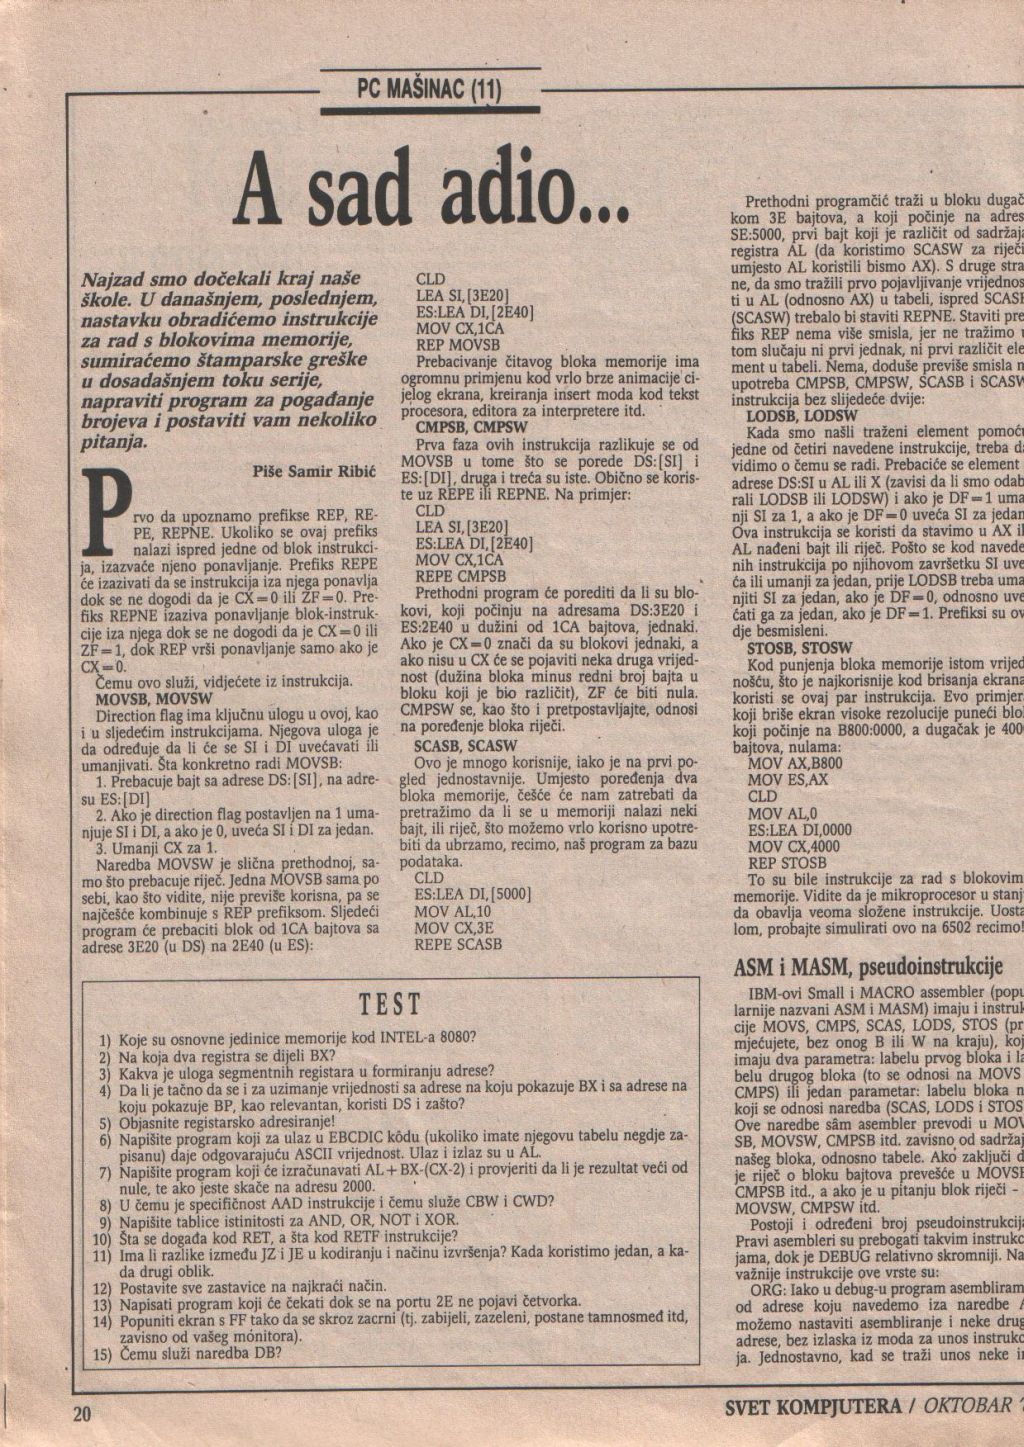 PC MAŠINAC (11)
A sad adio...
Najzad smo dočekali kraj naše
škole. U današnjem, poslednjem,
nastavku obradićemo instrukcije
za rad s blokovima memorije,
sumiraćemo štamparske greške
u dosadašnjem toku serije,
napraviti program za pogađanje
brojeva i postaviti vam nekoliko
pitanja.
Piše Samir Ribić
Prvo da upoznamo prefikse REP, RE-
PE, REPNE. Ukoliko se ovaj prefiks
nalazi ispred jedne od blok instrukci-
ja, izazvaće njeno ponavljanje. Prefiks REPE
će izazivati da se instrukcija iza njega ponavlja
dok se ne dogodi da je CX=0 ili ZF=0. Pre-
fiks REPNE izaziva ponavljanje blok-instruk-
cije iza njega dok se ne dogodi da je CX=0 ili
ZF=1, dok REP vrši ponavljanje samo ako je
CX=0.
Čemu ovo služi, vidjećete iz instrukcija.
MOVSB, MOVSW
Direction flag ima ključnu ulogu u ovoj, kao
i u sljedećim instrukcijama. Njegova uloga je
da određuje da li će se SI i DI uvećavati ili
umanjivati. Šta konkretno radi MOVSB:
1. Prebacuje bajt sa adrese DS:[SI], na adre-
su ES:[DI]
2. Ako je direction flag postavljen na 1 uma-
njuje SI i DI, a ako je 0, uveća SI i DI za jedan.
3. Umanji CX za 1.
Naredba MOVSW je slična prethodnoj, sa-
mo što prebacuje riječ. Jedna MOVSB sama po
sebi, kao što vidite, nije previše korisna, pa se
najčešće kombinuje s REP prefiksom. Sljedeći
program će prebaciti blok od 1CA bajtova sa
adrese 3E20 (u DS) na 2E40 (u ES):
CLD
LEA SI,[3E20]
ES:LEA DI,[2E40]
MOV CX,1CA
REP MOVSB
Prebacivanje čitavog bloka memorije ima
ogromnu primjenu kod vrlo brze animacije ci-
jelog ekrana, kreiranja insert moda kod tekst
procesora, editora za interpretere itd.
CMPSB, CMPSW
Prva faza ovih instrukcija razlikuje se od
MOVSB u tome što se porede DS:[SI] i
ES:[DI], druga i treća su iste. Obično se koris-
te uz REPE ili REPNE. Na primjer:
CLD
LEA SI,[3E20]
ES:LEA DI,[2E40]
MOV CX,1CA
REPE CMPSB
Prethodni program će porediti da li su blo-
kovi, koji počinju na adresama DS:3E20 i
ES:2E40 u dužini od 1CA bajtova, jednaki.
Ako je CX=0 znači da su blokovi jednaki, a
ako nisu u CX će se pojaviti neka druga vrijed-
nost (dužina bloka minus redni broj bajta u
bloku koji je bio različit), ZF će biti nula.
CMPSW se, kao što i pretpostavljajte, odnosi
na poređenje bloka riječi.
SCASB, SCASW
Ovo je mnogo korisnije, iako je na prvi po-
gled jednostavnije. Umjesto poređenja dva
bloka memorije, češće će nam zatrebati da
pretražimo da li se u memoriji nalazi neki
bajt, ili riječ, što možemo vrlo korisno upotre-
biti da ubrzamo, recimo, naš program za bazu
podataka.
CLD
ES:LEA DI,[5000]
MOV AL,10
MOV CX,3E
REPE SCASB
Prethodni programčić traži u bloku dugač
kom 3E bajtova, a koji počinje na adres
SE:5000, prvi bajt koji je različit od sadržaja
registra AL (da koristimo SCASW za riječi
umjesto AL koristili bismo AX). S druge stra
ne, da smo tražili prvo pojavljivanje vrijednos
ti u AL (odnosno AX) u tabeli, ispred SCASB
(SCASW) trebalo bi staviti REPNE. Staviti pre
fiks REP nema više smisla, jer ne tražimo u
tom slučaju ni prvi jednak, ni prvi različit ele
ment u tabeli. Nema, doduše previše smisla n
upotreba CMPSB, CMPSW, SCASB i SCASW
instrukcija bez slijedeće dvije:
LODSB, LODSW
Kada smo našli traženi element pomoću
jedne od četiri navedene instrukcije, treba da
vidimo o čemu se radi. Prebaciće se element
adrese DS:SI u AL ili X (zavisi da li smo odab
rali LODSB ili LODSW) i ako je DF=1 uma
nji SI za 1, a ako je DF=0 uveća SI za jedan
Ova instrukcija se koristi da stavimo u AX il
AL nađeni bajt ili riječ. Pošto se kod navede
nih instrukcija po njihovom završetku SI uve
ća ili umanji za jedan, prije LODSB treba uma
njiti SI za jedan, ako je DF=0, odnosno uve
ćati ga za jedan, ako je DF=1. Prefiksi su ov
dje besmisleni.
STOSB, STOSW
Kod punjenja bloka memorije istom vrijed
nošću, što je najkorisnije kod brisanja ekrana
koristi se ovaj par instrukcija. Evo primjer
koji briše ekran visoke rezolucije puneći blo
koji počinje na B800:0000, a dugačak je 400
bajtova, nulama:
MOV AX,B800
MOV ES,AX
CLD
MOV AL,0
ES:LEA DI,0000
MOV CX,4000
REP STOSB
To su bile instrukcije za rad s blokovim
memorije. Vidite da je mikroprocesor u stanj
da obavlja veoma složene instrukcije. Uosta
lom, probajte simulirati ovo na 6502 recimo!
ASM i MASM, pseudoinstrukcije
IBM-ovi Small i MACRO assembler (popu
larnije nazvani ASM i MASM) imaju i instruk
cije MOVS, CMPS, SCAS, LODS, STOS (pri
mjećujete, bez onog B ili W na kraju), koj
imaju dva parametra: labelu prvog bloka i la
belu drugog bloka (to se odnosi na MOVS
CMPS) ili jedan parametar: labelu bloka n
koji se odnosi naredba (SCAS, LODS i STOS
Ove naredbe sâm asembler prevodi u MOV
SB, MOVSW, CMPSB itd. zavisno od sadržaj
našeg bloka, odnosno tabele. Ako zaključi d
je riječ o bloku bajtova prevešće u MOVSB
CMPSB itd., a ako je u pitanju blok riječi -
MOVSW, CMPSW itd.
Postoji i određeni broj pseudoinstrukcija
Pravi asembleri su prebogati takvim instrukc
jama, dok je DEBUG relativno skromniji. Na
važnije instrukcije ove vrste su:
ORG: Iako u debug-u program asembliram
od adrese koju navedemo iza naredbe A
možemo nastaviti asembliranje i neke drug
adrese, bez izlaska iz moda za unos instrukc
ja. Jednostavno, kad se traži unos neke in
TEST
1) Koje su osnovne jedinice memorije kod INTEL-a 8080?
2) Na koja dva registra se dijeli BX?
3) Kakva je uloga segmentnih registara u formiranju adrese?
4) Da li je tačno da se i za uzimanje vrijednosti sa adrese na koju pokazuje BX i sa adrese na
koju pokazuje BP, kao relevantan, koristi DS i zašto?
5) Objasnite registarsko adresiranje!
6) Napišite program koji za ulaz u EBCDIC kôdu (ukoliko imate njegovu tabelu negdje za-
pisanu) daje odgovarajuću ASCII vrijednost. Ulaz i izlaz su u AL.
7) Napišite program koji će izračunavati AL+BX-(CX-2) i provjeriti da li je rezultat veći od
nule, te ako jeste skače na adresu 2000.
8) U čemu je specifičnost AAD instrukcije i čemu služe CBW i CWD?
9) Napišite tablice istinitosti za AND, OR, NOT i XOR.
10) Šta se događa kod RET, a šta kod RETF instrukcije?
11) Ima li razlike između JZ i JE u kodiranju i načinu izvršenja? Kada koristimo jedan, a ka-
da drugi oblik.
12) Postavite sve zastavice na najkraći način.
13) Napisati program koji će čekati dok se na portu 2E ne pojavi četvorka.
14) Popuniti ekran s FF tako da se skroz zacrni (tj. zabijeli, zazeleni, postane tamnosmeđ itd,
zavisno od vašeg monitora).
15) Čemu služi naredba DB?
20
SVET KOMPJUTERA / OKTOBAR